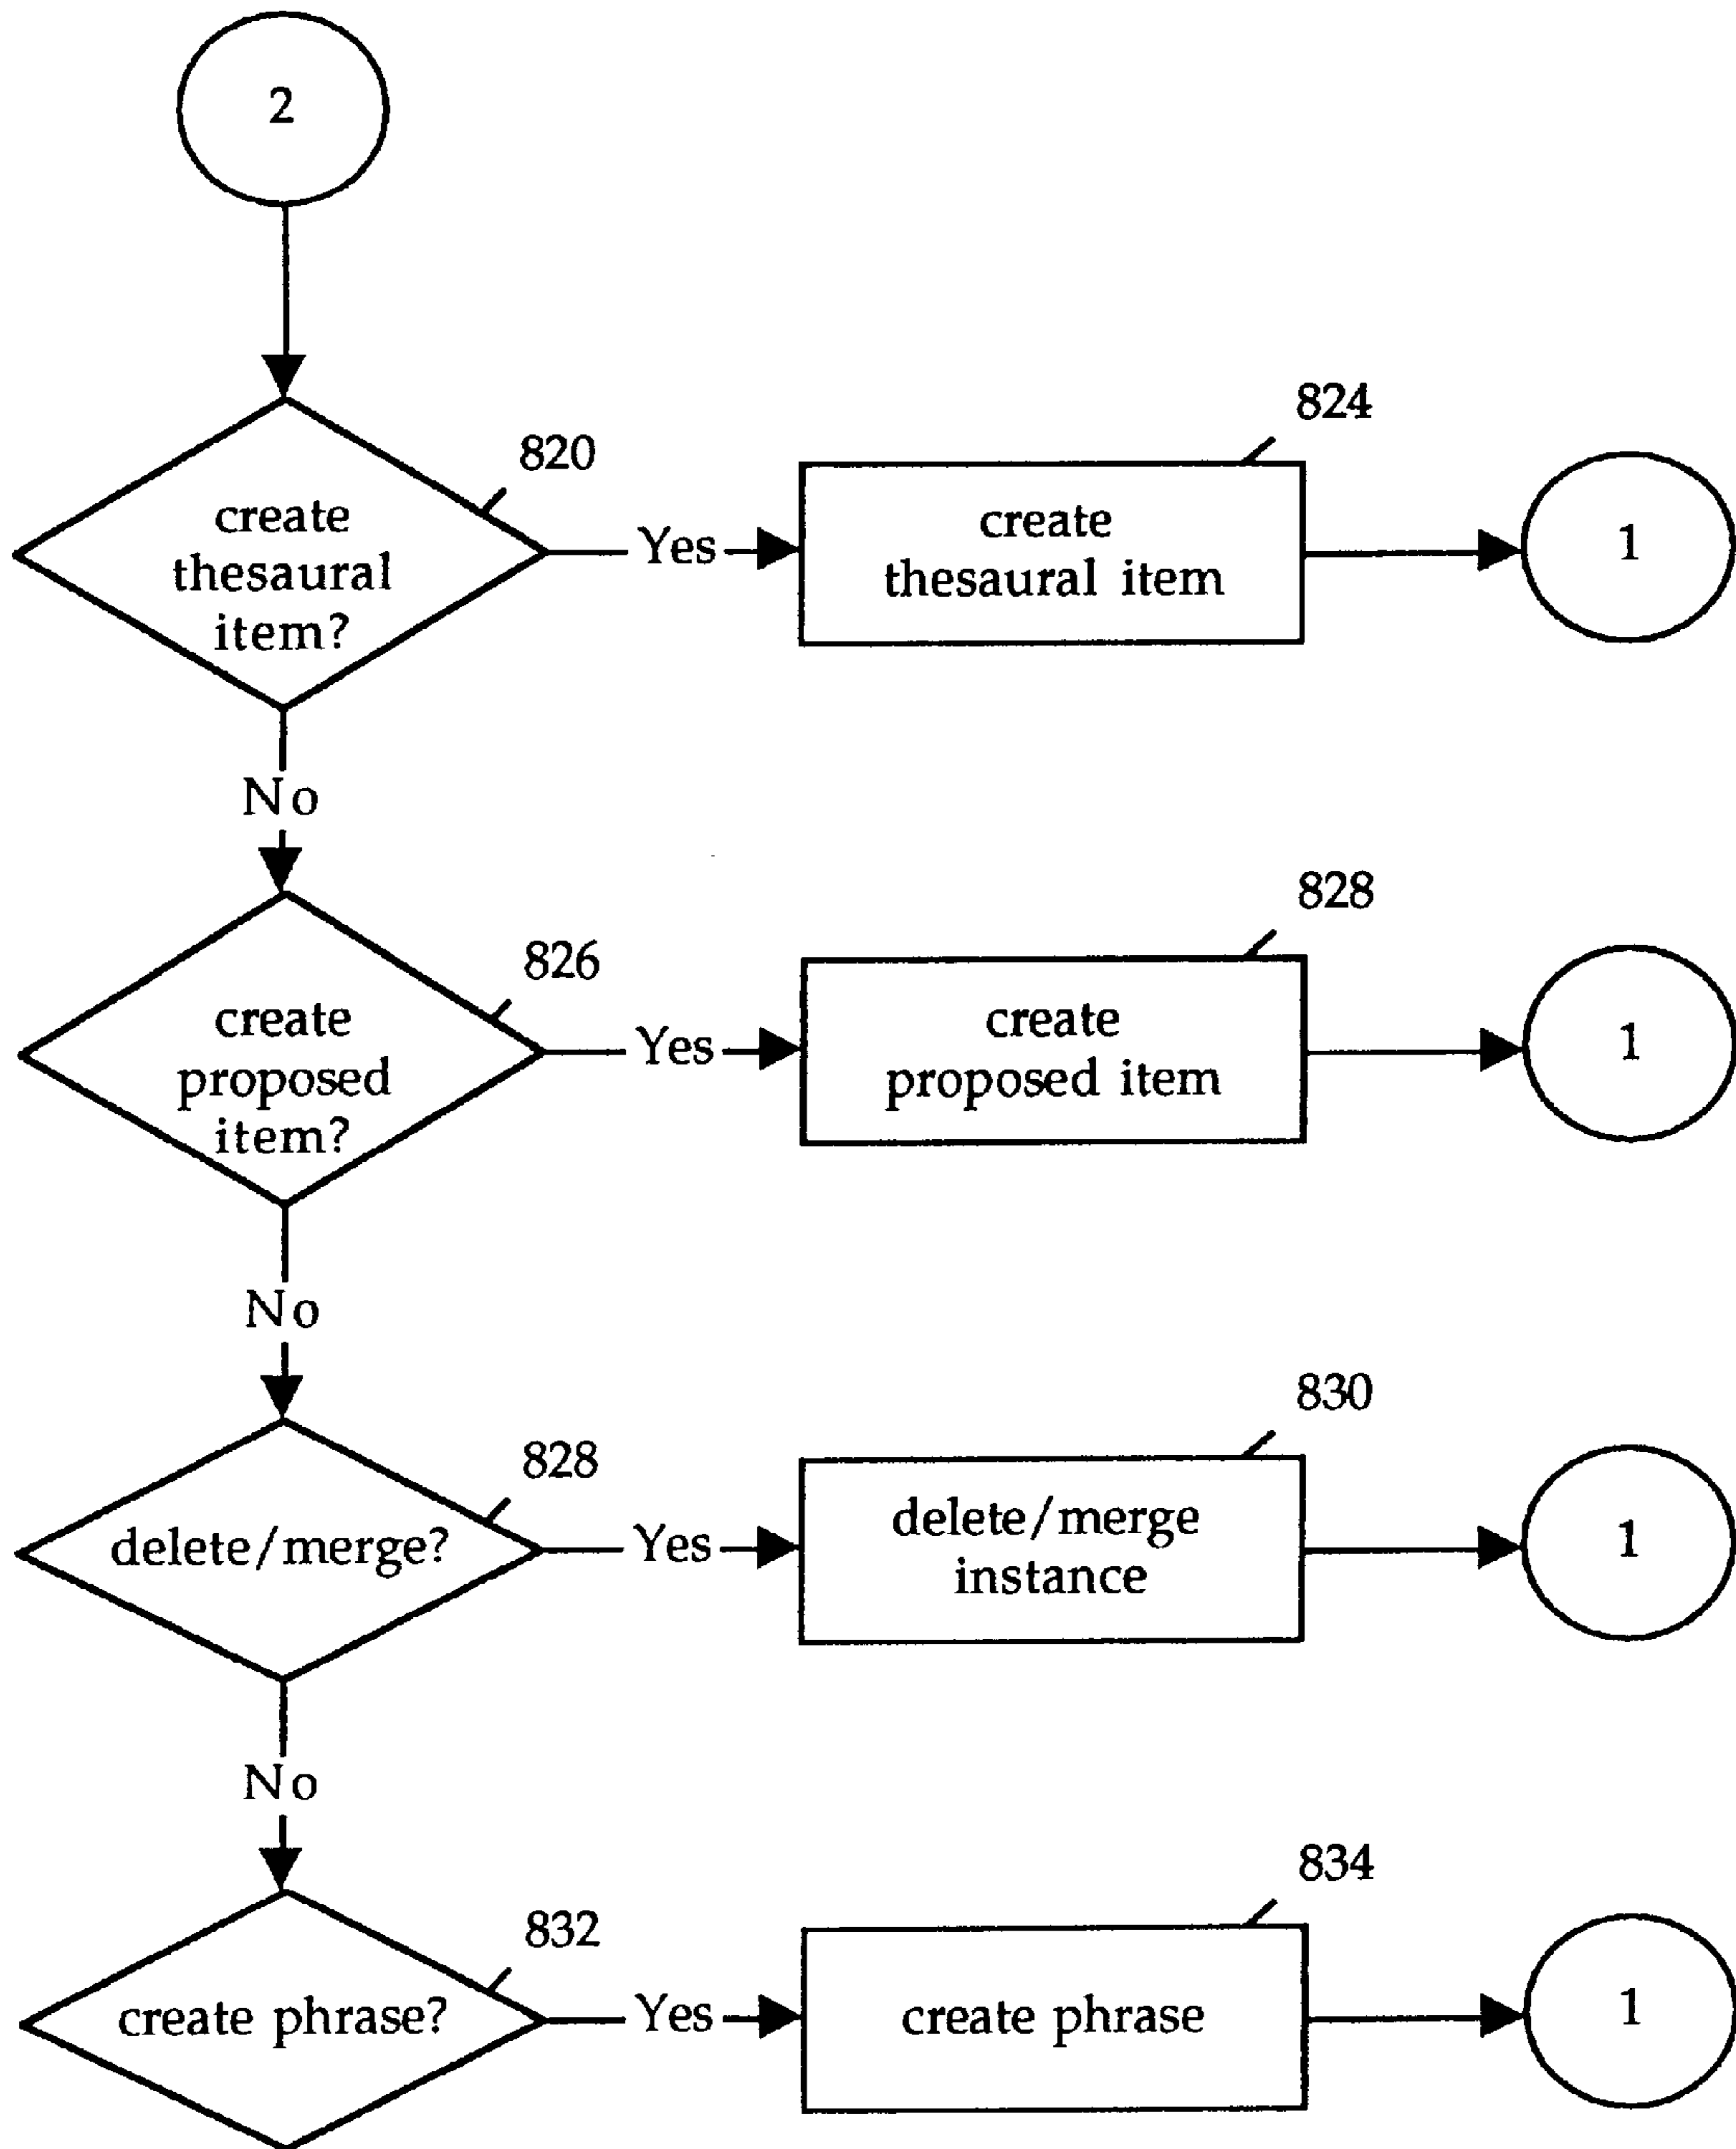 2
820
824
create
thesaural
item?
Yes
create
thesaural item
1
No
826
828
create
proposed
item?
Yes
create
proposed item
1
No
828
830
delete/merge?
Yes
delete/merge
instance
1
No
832
834
create phrase?
Yes
create phrase
1